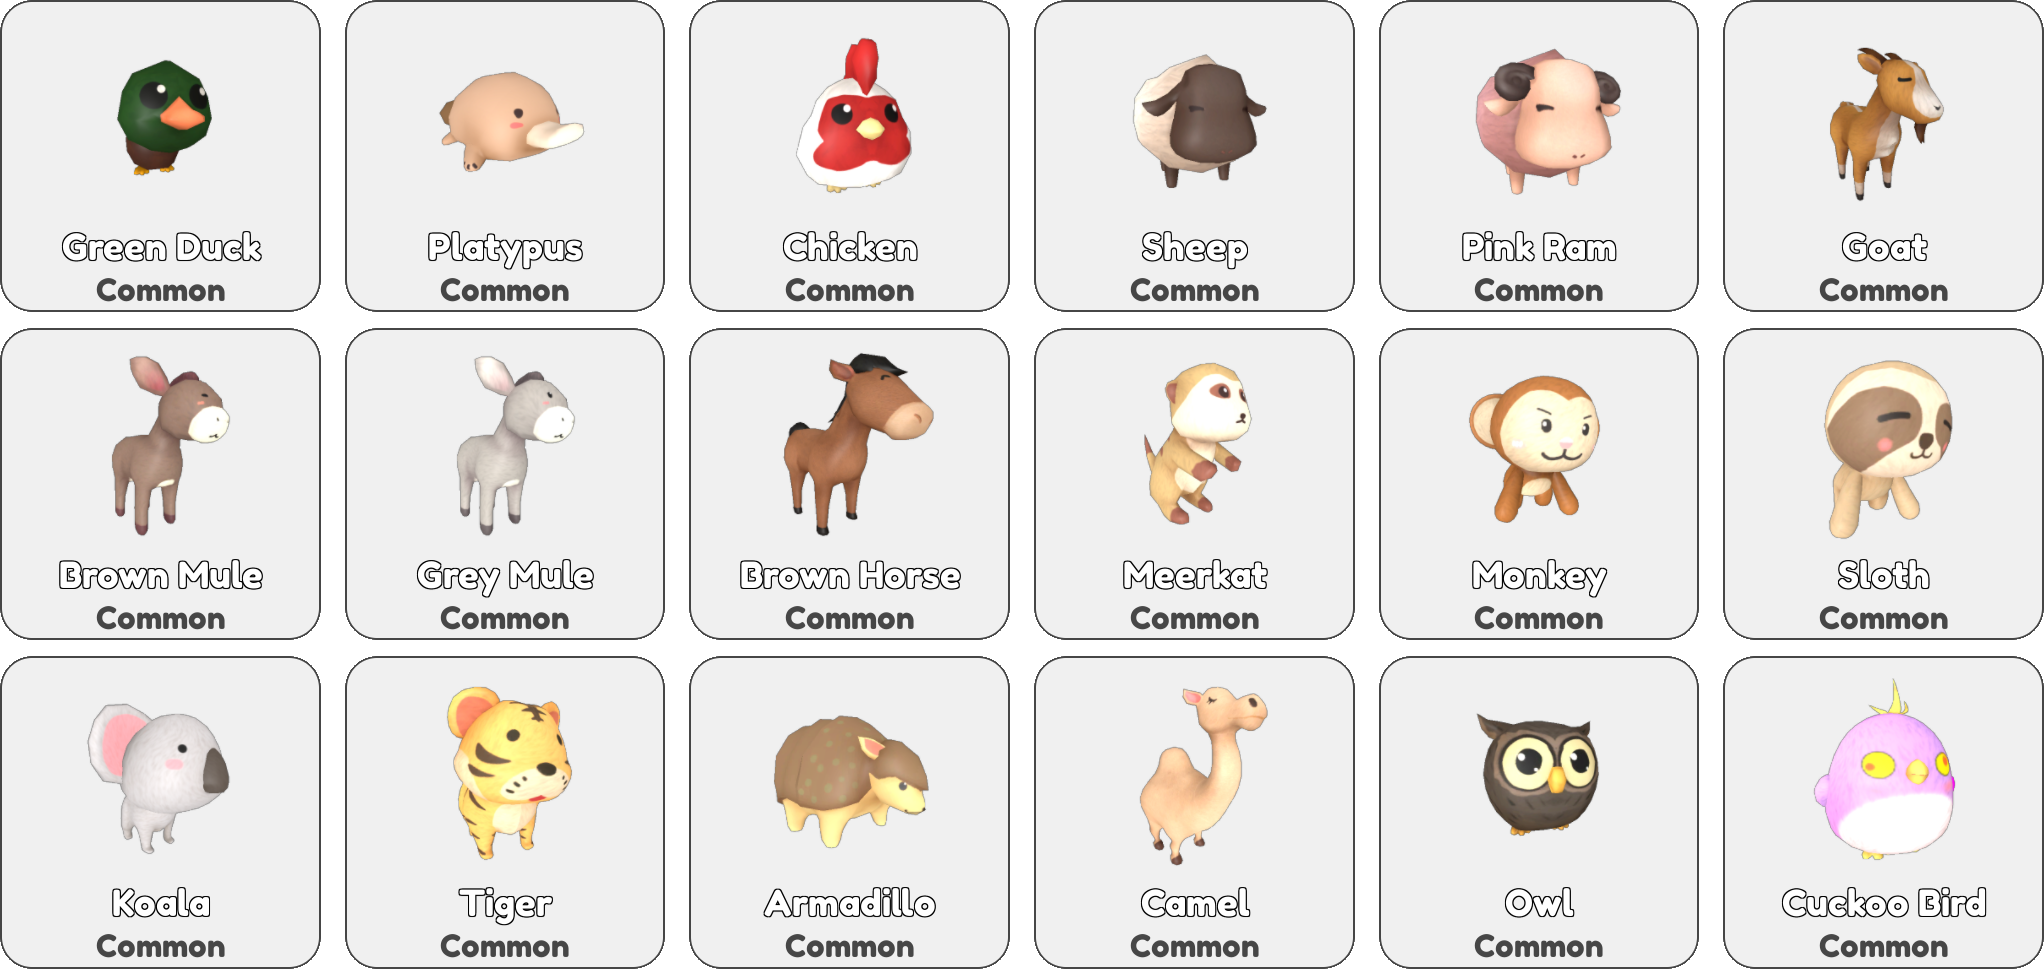 Green Duck
Common
Platypus
Common
Chicken
Common
Sheep
Common
Pink Ram
Common
Goat
Common
Brown Mule
Common
Grey Mule
Common
Brown Horse
Common
Meerkat
Common
Monkey
Common
Sloth
Common
Koala
Common
Tiger
Common
Armadillo
Common
Camel
Common
Owl
Common
Cuckoo Bird
Common